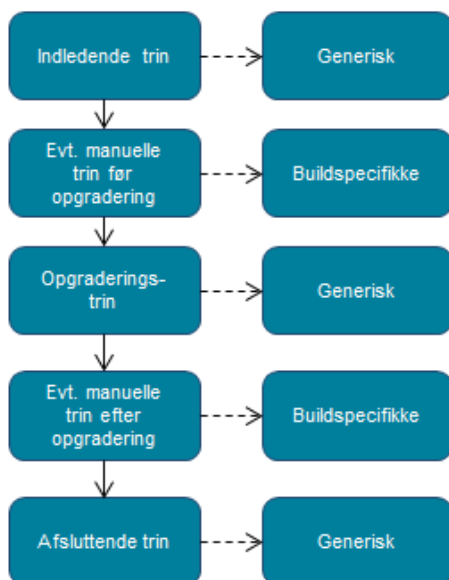 Indledende trin
Generisk
Evt. manuelle
trin før
opgradering
Buildspecifikke
Opgraderings-
trin
Generisk
Evt. manuelle
trin efter
opgradering
Buildspecifikke
Afsluttende trin
Generisk